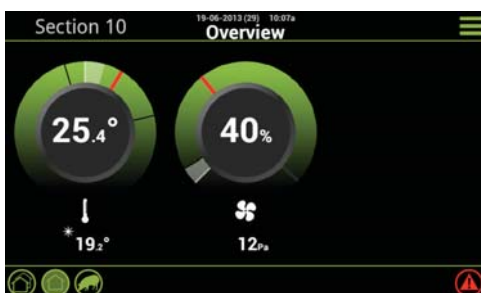 Section 10
19-06-2013 (29) 10:07a
Overview
25.4°
40%
19.2°
12Pa